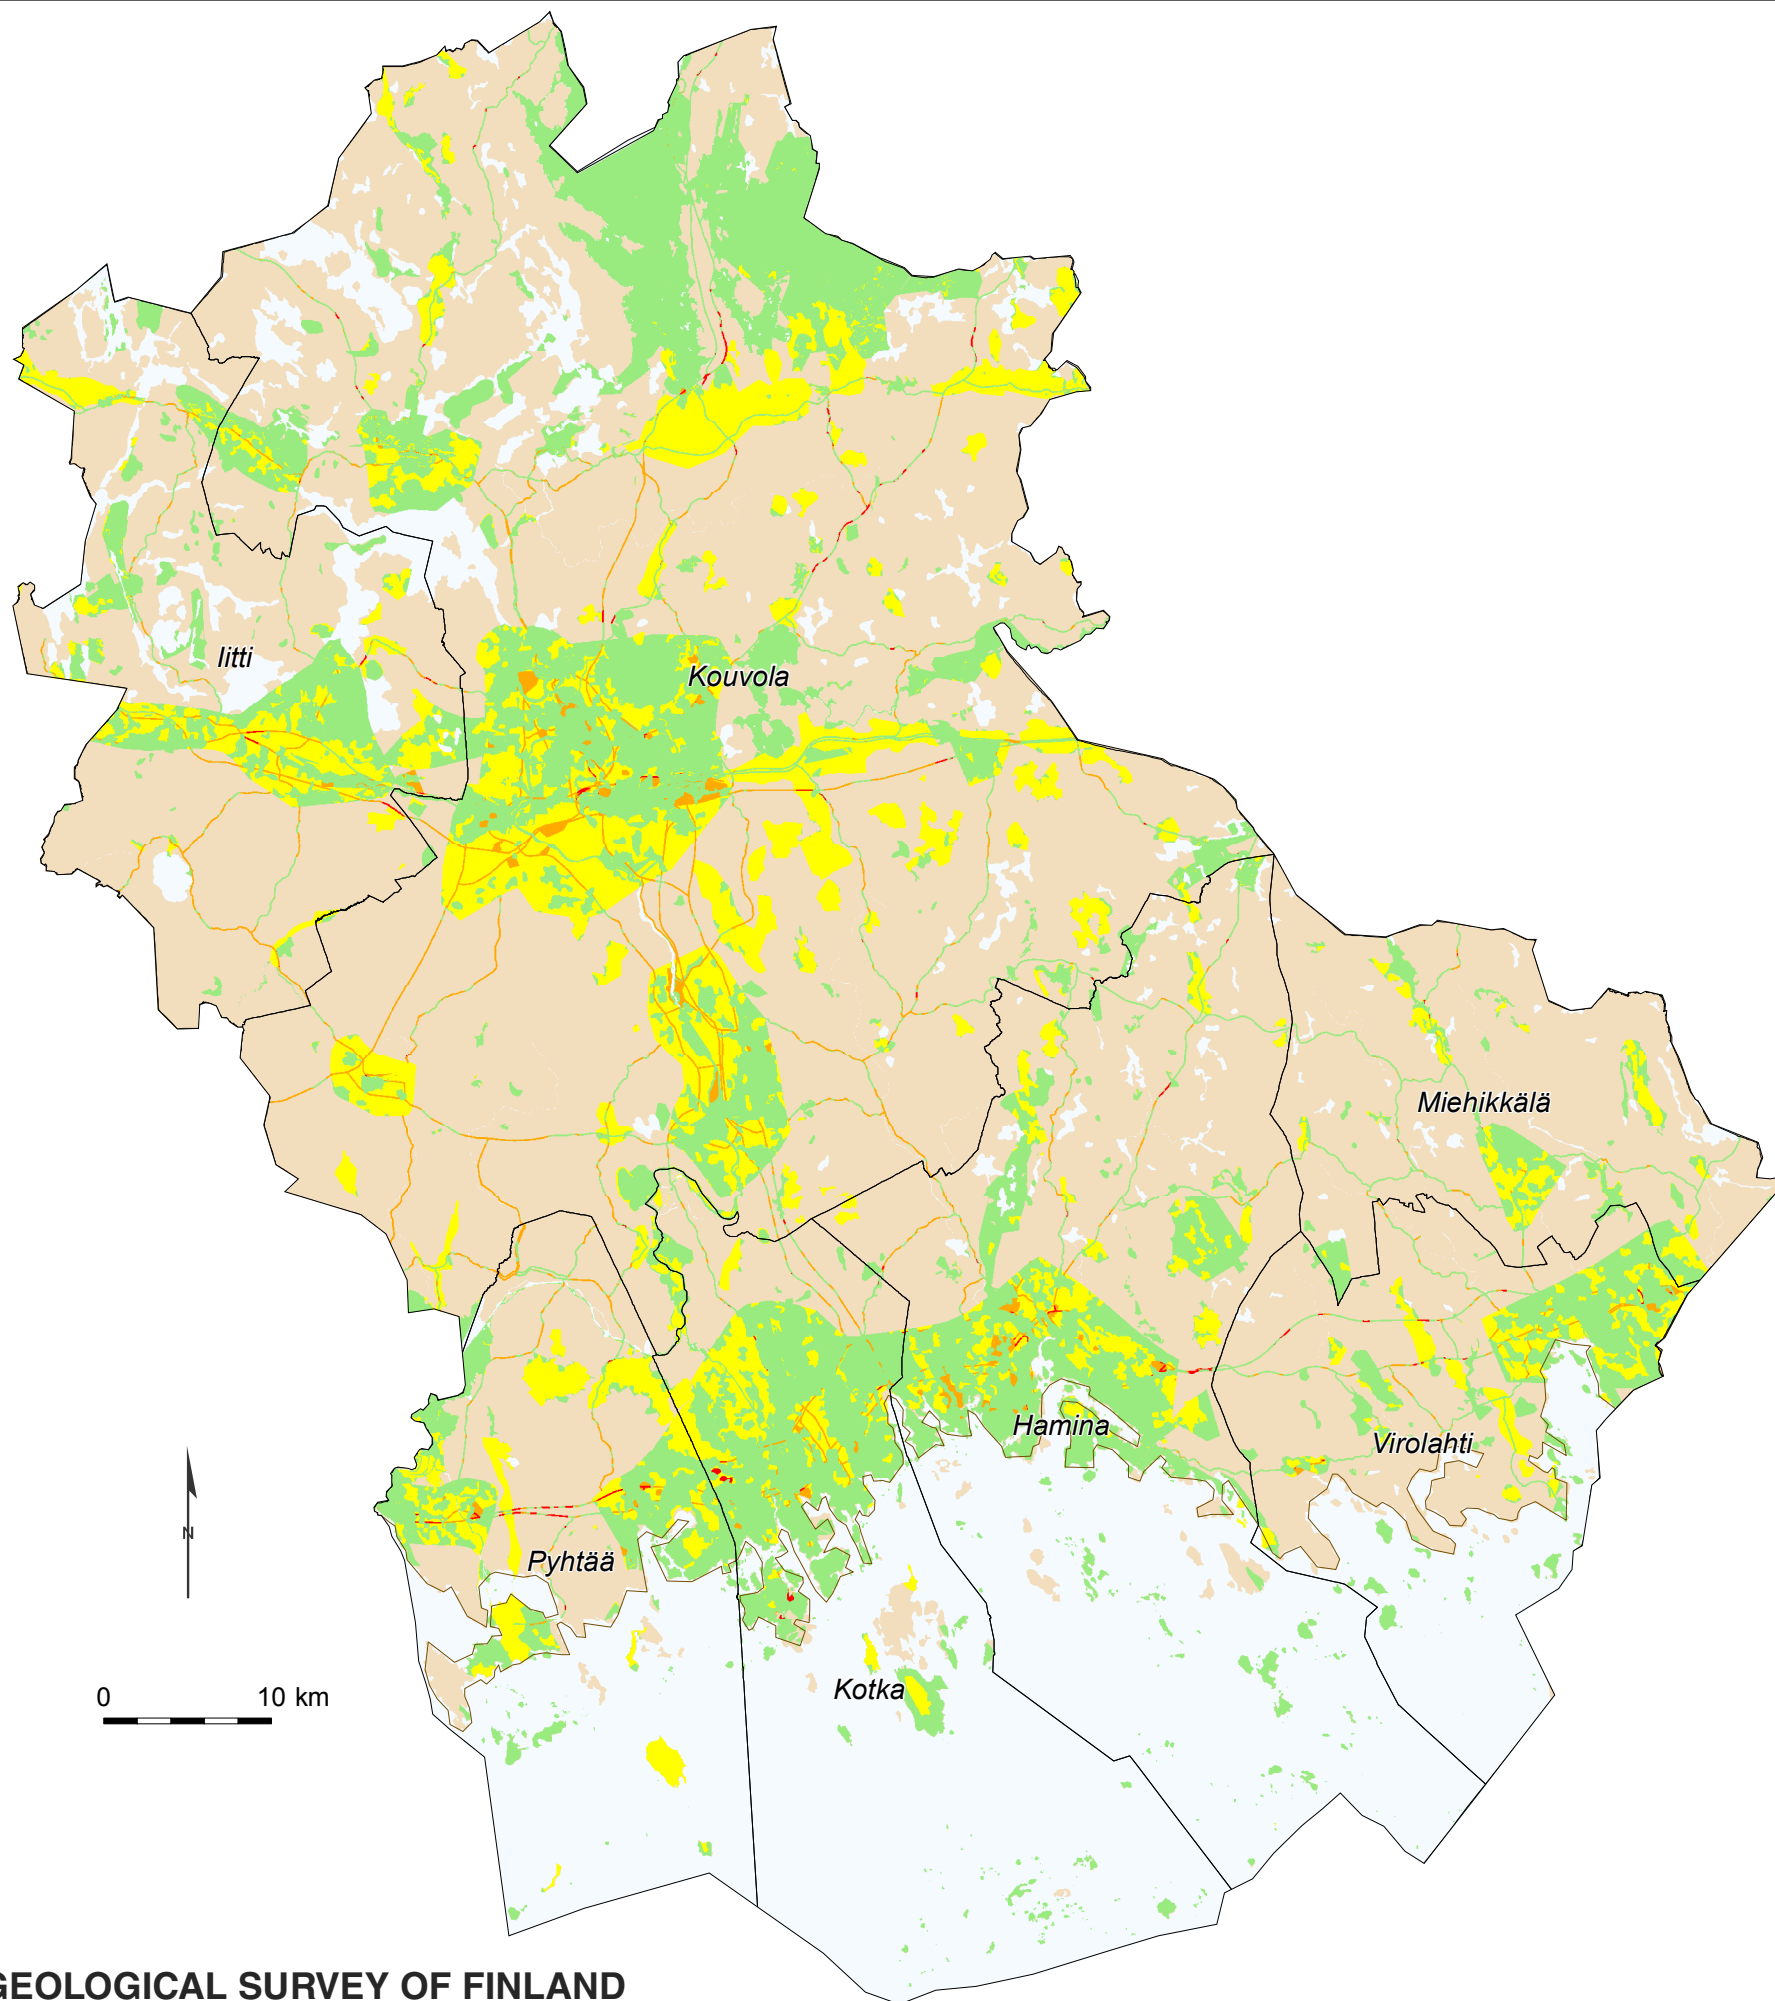 Iitti
Kouvola
Miehikkälä
Hamina
Virolahti
N
Pyhtää
Kotka
0 10 km
GEOLOGICAL SURVEY OF FINLAND